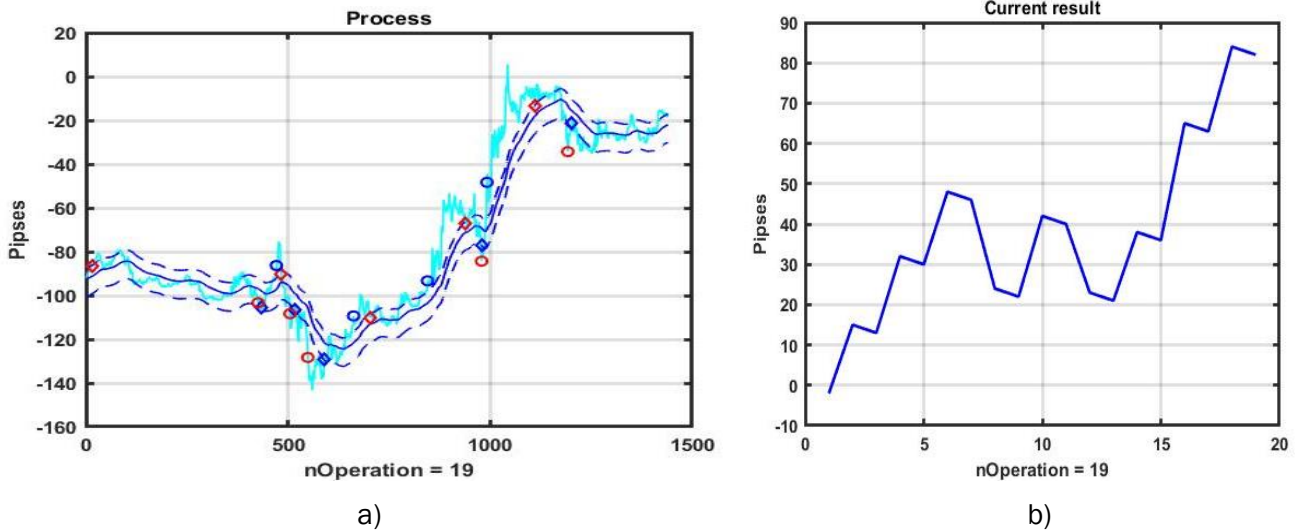 Process
Pipses
20
0
-20
-40
-60
-80
-100
-120
-140
-160
0 500 1000 1500
nOperation = 19
a)
Current result
Pipses
90
80
70
60
50
40
30
20
10
0
-10
0 5 10 15 20
nOperation = 19
b)